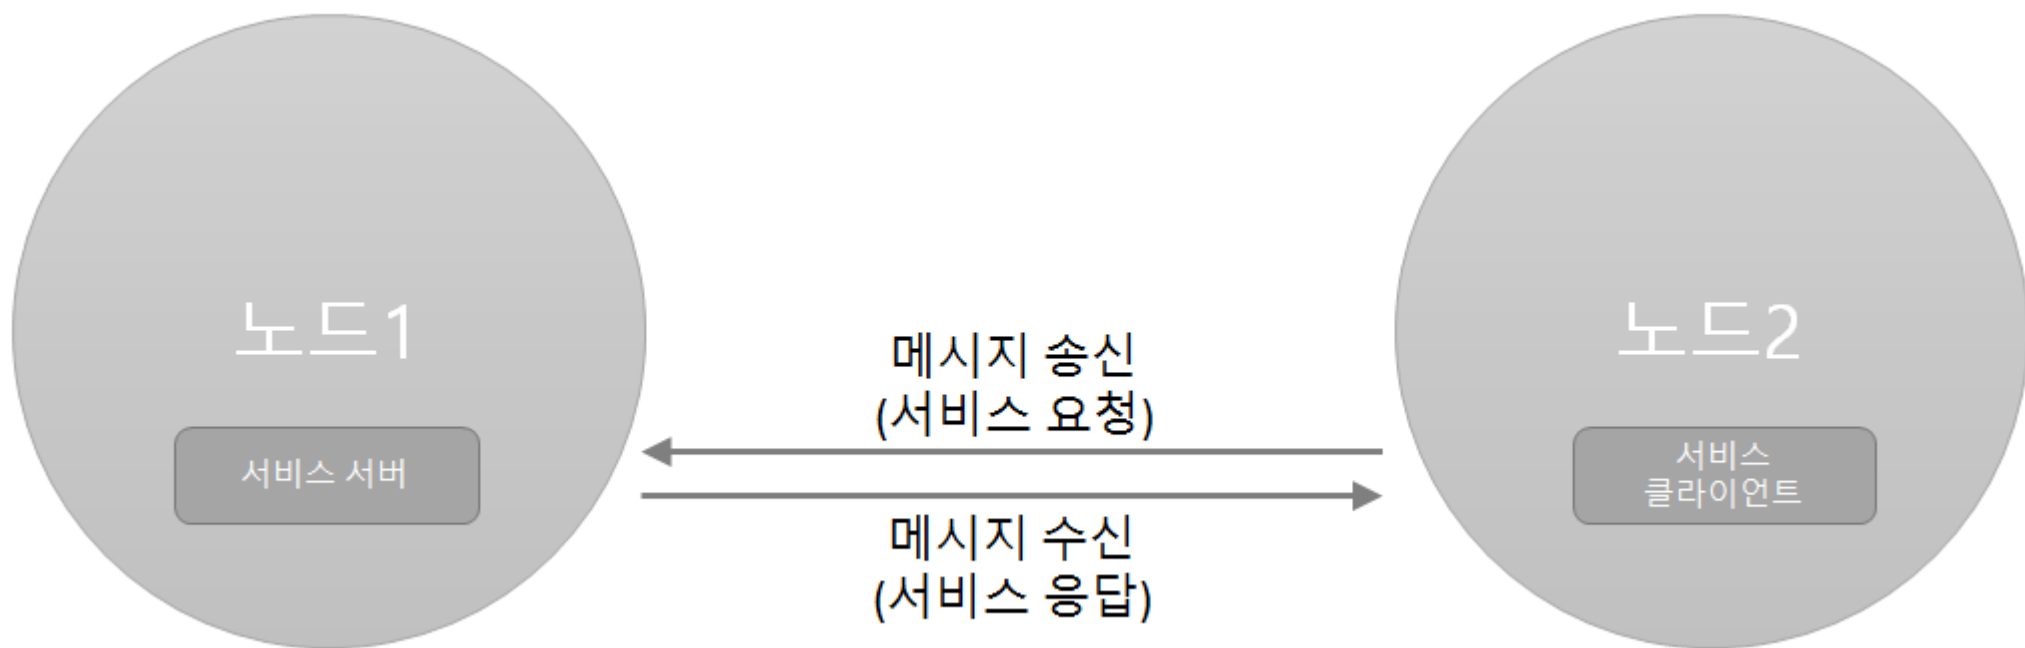 노드1
서비스 서버
메시지 송신
(서비스 요청)
메시지 수신
(서비스 응답)
노드2
서비스
클라이언트